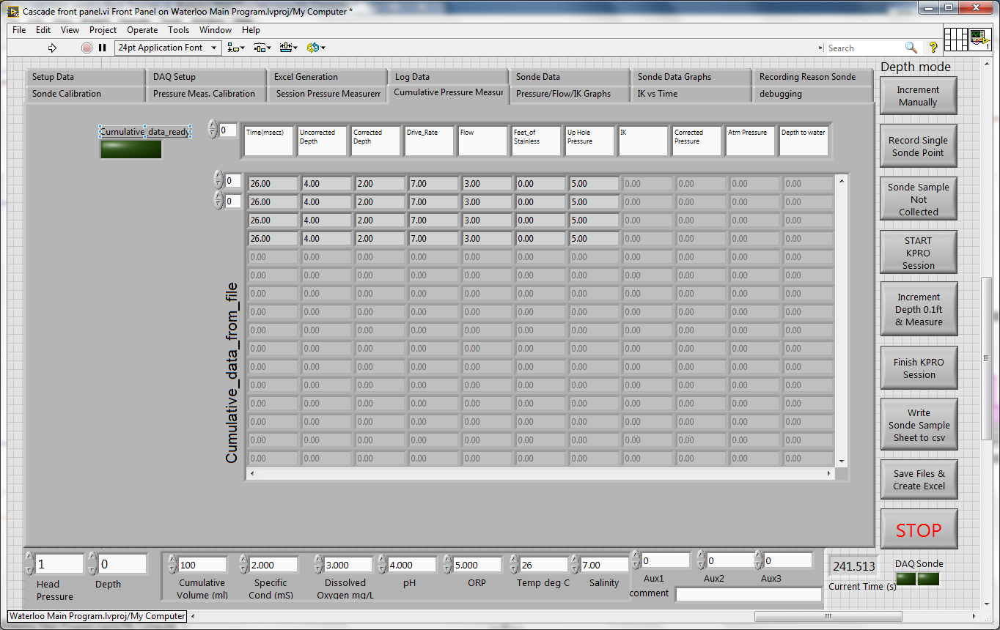 Cascade front panel.vi Front Panel on Waterloo Main Program.lvproj/My Computer *
File Edit View Project Operate Tools Window Help
24pt Application Font
Search
?
1
Setup Data DAQ Setup Excel Generation Log Data Sonde Data Sonde Data Graphs Recording Reason Sonde
Sonde Calibration Pressure Meas. Calibration Session Pressure Measurem Cumulative Pressure Measur Pressure/Flow/IK Graphs IK vs Time debugging
Cumulative_data_ready
0
Time(msecs)
Uncorrected
Depth
Corrected
Depth
Drive_Rate
Flow
Feet_of
Stainless
Up Hole
Pressure
IK
Corrected
Pressure
Atm Pressure
Depth to water
0
0
Cumulative_data_from_file
26.00 4.00 2.00 7.00 3.00 0.00 5.00 0.00 0.00 0.00 0.00
26.00 4.00 2.00 7.00 3.00 0.00 5.00 0.00 0.00 0.00 0.00
26.00 4.00 2.00 7.00 3.00 0.00 5.00 0.00 0.00 0.00 0.00
26.00 4.00 2.00 7.00 3.00 0.00 5.00 0.00 0.00 0.00 0.00
0.00 0.00 0.00 0.00 0.00 0.00 0.00 0.00 0.00 0.00 0.00
0.00 0.00 0.00 0.00 0.00 0.00 0.00 0.00 0.00 0.00 0.00
0.00 0.00 0.00 0.00 0.00 0.00 0.00 0.00 0.00 0.00 0.00
0.00 0.00 0.00 0.00 0.00 0.00 0.00 0.00 0.00 0.00 0.00
0.00 0.00 0.00 0.00 0.00 0.00 0.00 0.00 0.00 0.00 0.00
0.00 0.00 0.00 0.00 0.00 0.00 0.00 0.00 0.00 0.00 0.00
0.00 0.00 0.00 0.00 0.00 0.00 0.00 0.00 0.00 0.00 0.00
0.00 0.00 0.00 0.00 0.00 0.00 0.00 0.00 0.00 0.00 0.00
0.00 0.00 0.00 0.00 0.00 0.00 0.00 0.00 0.00 0.00 0.00
0.00 0.00 0.00 0.00 0.00 0.00 0.00 0.00 0.00 0.00 0.00
0.00 0.00 0.00 0.00 0.00 0.00 0.00 0.00 0.00 0.00 0.00
0.00 0.00 0.00 0.00 0.00 0.00 0.00 0.00 0.00 0.00 0.00
Depth mode
Increment
Manually
Record Single
Sonde Point
Sonde Sample
Not
Collected
START
KPRO
Session
Increment
Depth 0.1ft
& Measure
Finish KPRO
Session
Write
Sonde Sample
Sheet to csv
Save Files &
Create Excel
STOP
1
Head
Pressure
0
Depth
100
Cumulative
Volume (ml)
2.000
Specific
Cond (mS)
3.000
Dissolved
Oxygen mg/L
4.000
pH
5.000
ORP
26
Temp deg C
7.00
Salinity
0
Aux1
0
Aux2
0
Aux3
comment
241.513
Current Time (s)
DAQ Sonde
Waterloo Main Program.lvproj/My Computer